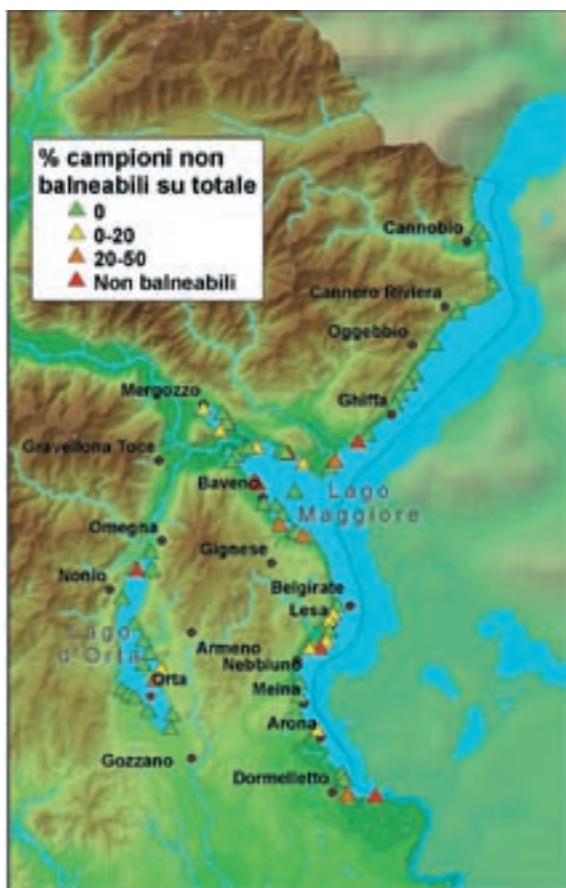 % campioni non
balneabili su totale
0
0-20
20-50
Non balneabili
Cannobio
Cannero Riviera
Oggebbio
Mergozzo
Ghiffa
Gravellona Toce
Baveno
Lago
Maggiore
Omegna
Gignese
Nonio
Belgirate
Lesa
Lago
d'Orta
Armeno
Nebbiuno
Orta
Meina
Arona
Gozzano
Dormelletto